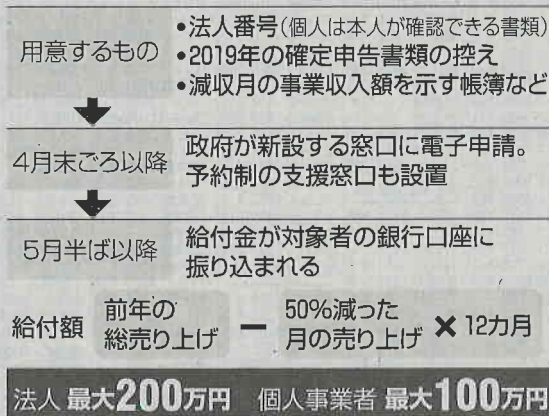 用意するもの
•法人番号(個人は本人が確認できる書類)
•2019年の確定申告書類の控え
•減収月の事業収入額を示す帳簿など
4月末ごろ以降
政府が新設する窓口に電子申請。
予約制の支援窓口も設置
5月半ば以降
給付金が対象者の銀行口座に
振り込まれる
給付額 前年の総売り上げ ー 50%減った月の売り上げ × 12カ月
法人 最大200万円 個人事業者 最大100万円